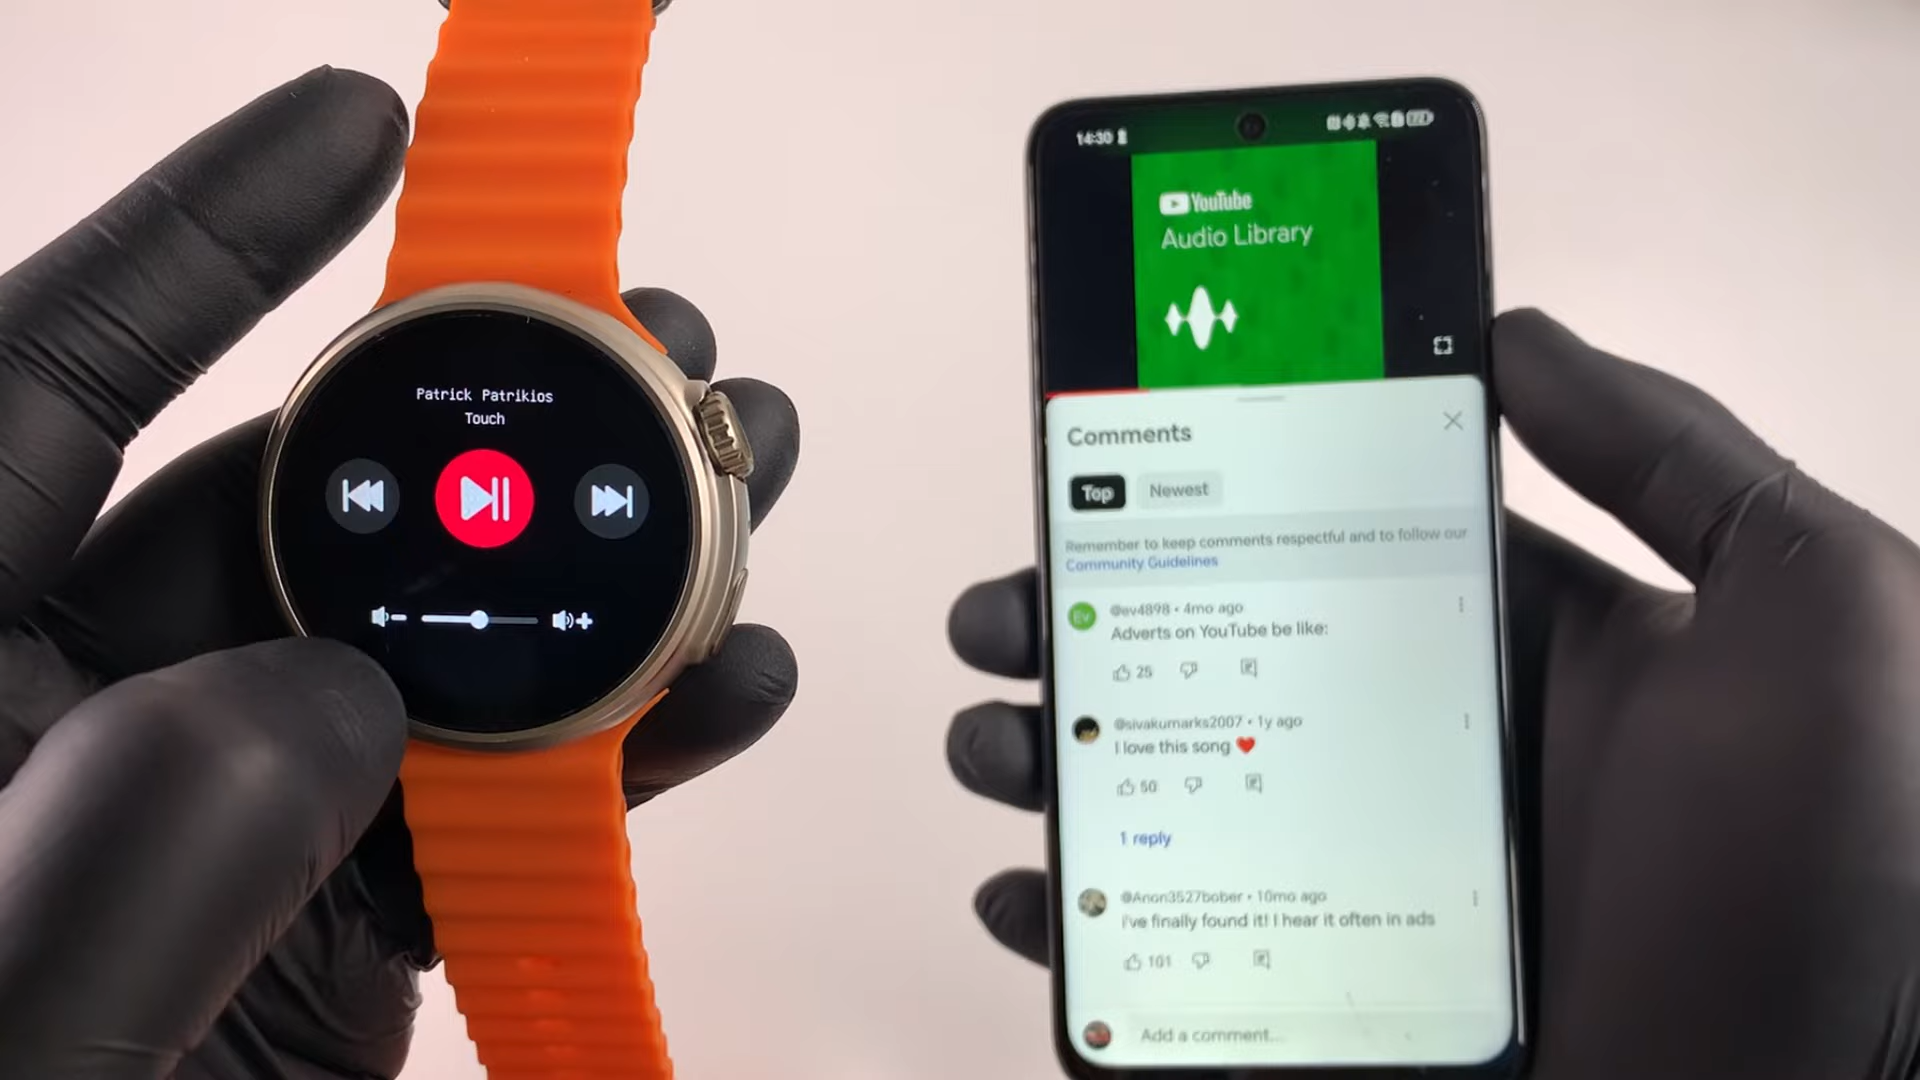 Patrick Patrikios
Touch
14:30
YouTube
Audio Library
Comments
Top
Newest
Remember to keep comments respectful and to follow our
Community Guidelines
Ev
@ev4898 • 4mo ago
Adverts on YouTube be like:
25
@sivakumarks2007 • 1y ago
I love this song ❤️
50
1 reply
@Anon3527bober • 10mo ago
i've finally found it! I hear it often in ads
101
Add a comment...